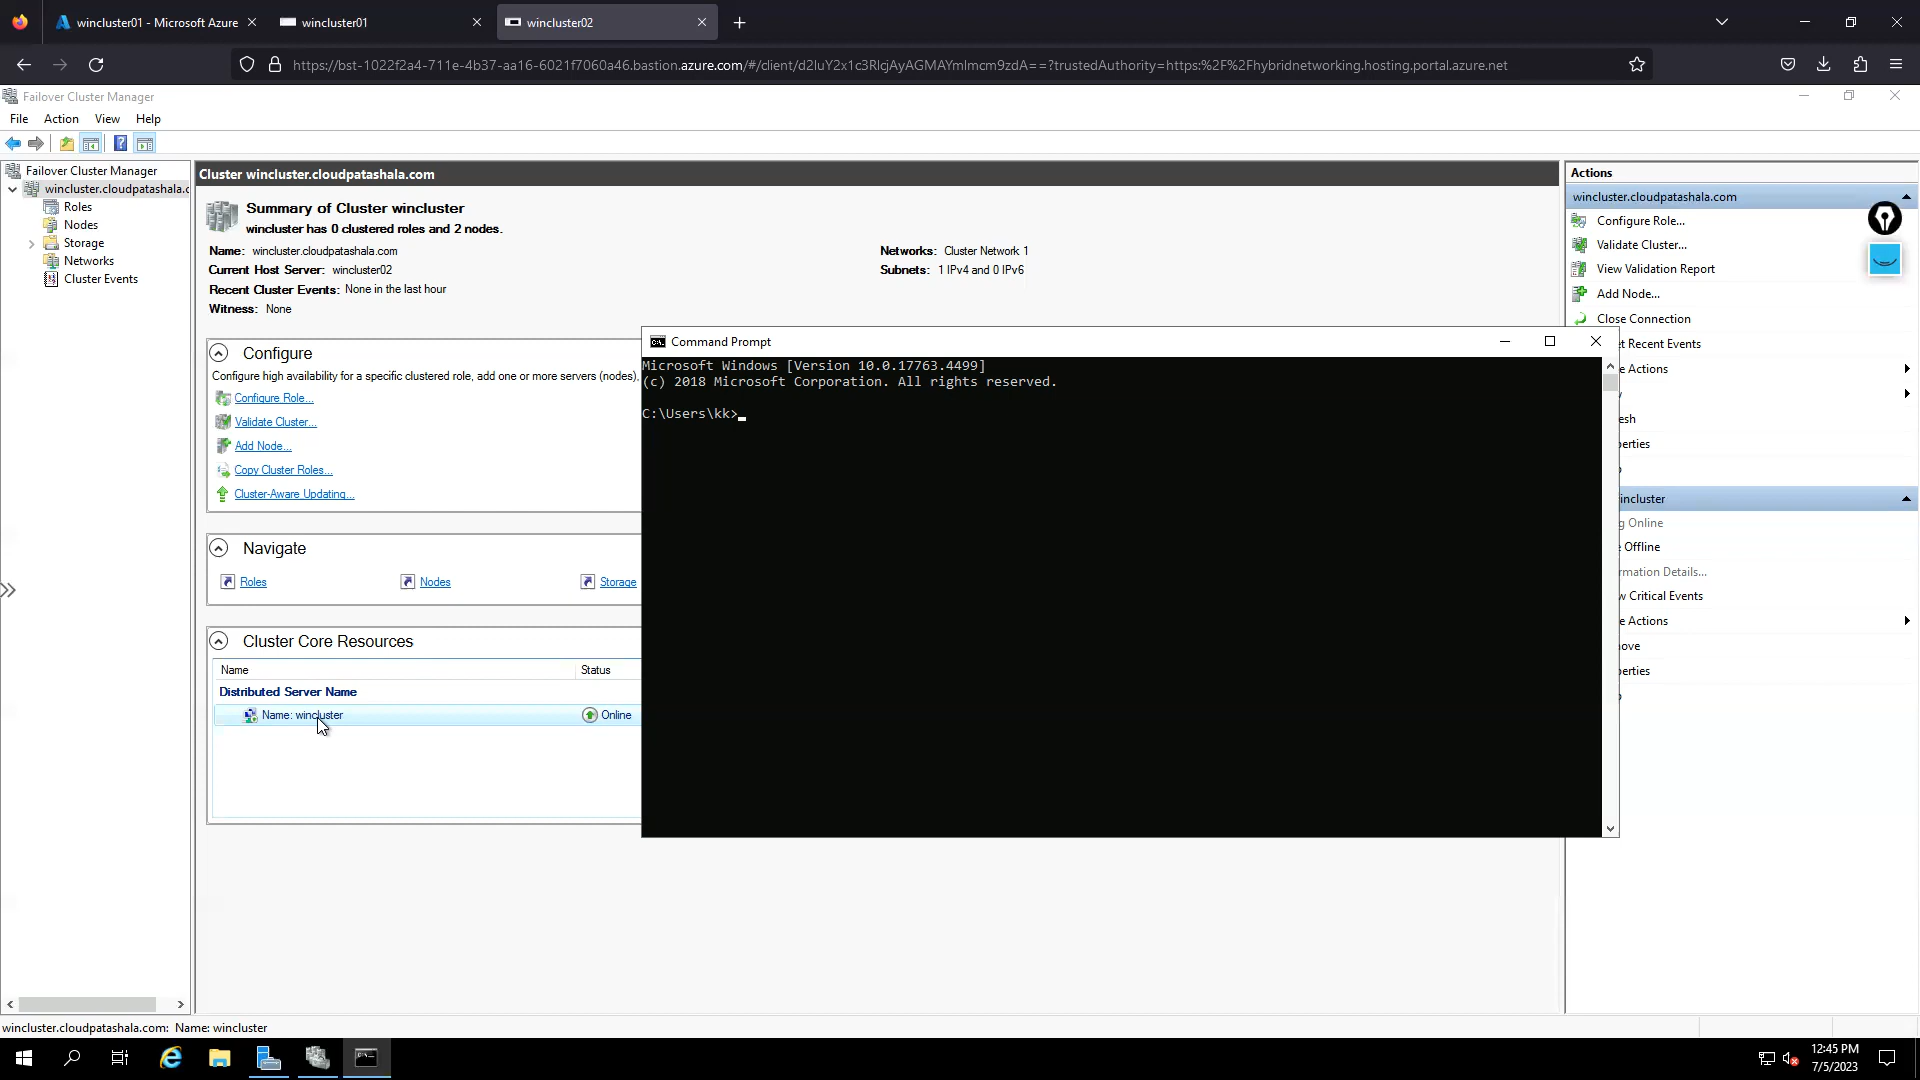 wincluster01 - Microsoft Azure
wincluster01
wincluster02
https://bst-1022f2a4-711e-4b37-aa16-6021f7060a46.bastion.azure.com/#/client/d2luY2x1c3RlcjAyAGMAYmlmcm9zdA==?trustedAuthority=https:%2F%2Fhybridnetworking.hosting.portal.azure.net
Failover Cluster Manager
File Action View Help
Failover Cluster Manager
wincluster.cloudpatashala.c
Roles
Nodes
Storage
Networks
Cluster Events
Cluster wincluster.cloudpatashala.com
Summary of Cluster wincluster
wincluster has 0 clustered roles and 2 nodes.
Name: wincluster.cloudpatashala.com
Networks: Cluster Network 1
Current Host Server: wincluster02
Subnets: 1 IPv4 and 0 IPv6
Recent Cluster Events: None in the last hour
Witness: None
Configure
Configure high availability for a specific clustered role, add one or more servers (nodes),
Configure Role...
Validate Cluster...
Add Node...
Copy Cluster Roles...
Cluster-Aware Updating...
Navigate
Roles
Nodes
Storage
Cluster Core Resources
Name Status
Distributed Server Name
Name: wincluster Online
Command Prompt
Microsoft Windows [Version 10.0.17763.4499]
(c) 2018 Microsoft Corporation. All rights reserved.
C:\Users\kk>
Actions
wincluster.cloudpatashala.com
Configure Role...
Validate Cluster...
View Validation Report
Add Node...
Close Connection
et Recent Events
e Actions
esh
erties
incluster
g Online
e Offline
rmation Details...
w Critical Events
e Actions
ove
erties
wincluster.cloudpatashala.com: Name: wincluster
12:45 PM
7/5/2023